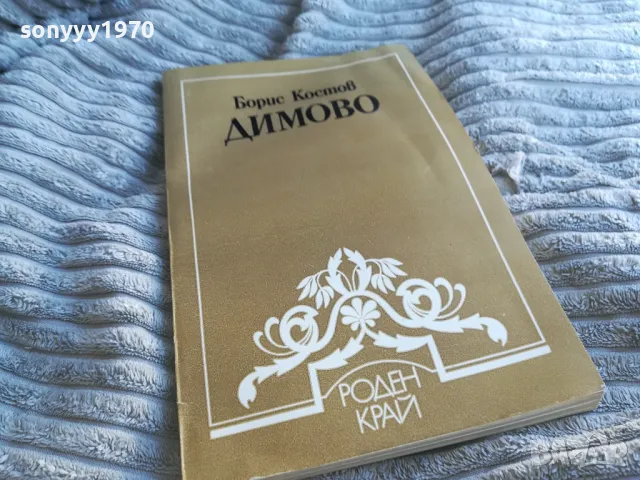 sonyyy1970
Борис Костов
ДИМОВО
РОДЕН
КРАЙ